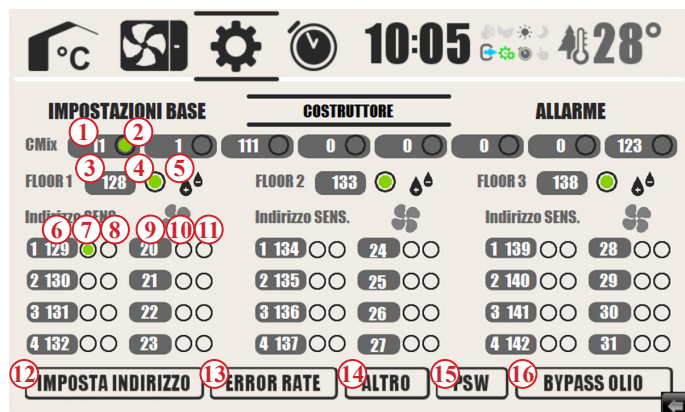 °C 10:05 28°
IMPOSTAZIONI BASE COSTRUTTORE ALLARME
1 2
CMix 11 1 111 0 0 0 0 123
3 4 5
FLOOR 1 128 FLOOR 2 133 FLOOR 3 138
Indirizzo SENS. Indirizzo SENS. Indirizzo SENS.
6 7 8 9 10 11
1 129 20 1 134 24 1 139 28
2 130 21 2 135 25 2 140 29
3 131 22 3 136 26 3 141 30
4 132 23 4 137 27 4 142 31
12 13 14 15 16
IMPOSTA INDIRIZZO ERROR RATE ALTRO PSW BYPASS OLIO